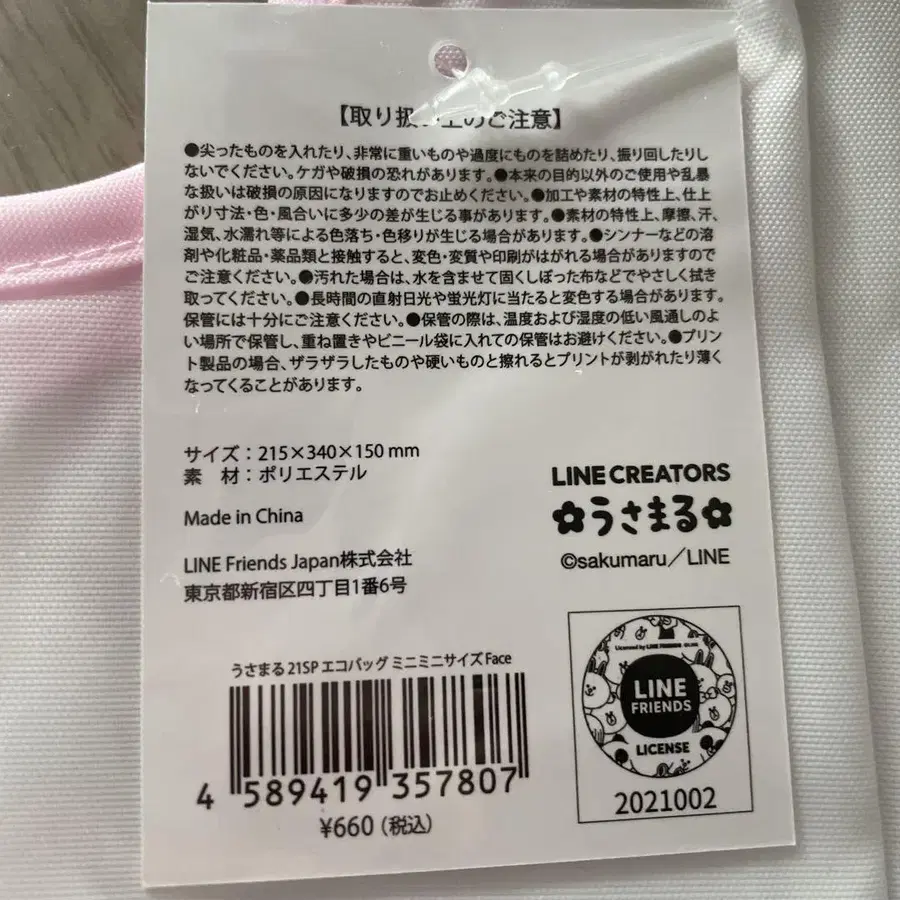 【取り扱い上のご注意】
●尖ったものを入れたり、非常に重いものや過度にものを詰めたり、振り回したりし
ないでください。ケガや破損の恐れがあります。●本来の目的以外のご使用や乱暴
な扱いは破損の原因になりますのでお止めください。●加工や素材の特性上、仕上
がり寸法・色・風合いに多少の差が生じる事があります。●素材の特性上、摩擦、汗、
湿気、水濡れ等による色落ち・色移りが生じる場合があります。●シンナーなどの溶
剤や化粧品・薬品類と接触すると、変色・変質や印刷がはがれる場合がありますので
ご注意ください。●汚れた場合は、水を含ませて固くしぼった布などでやさしく拭き
取ってください。●長時間の直射日光や蛍光灯に当たると変色する場合があります。
保管には十分にご注意ください。●保管の際は、温度および湿度の低い風通しのよ
い場所で保管し、重ね置きやビニール袋に入れての保管はお避けください。●プリン
ト製品の場合、ザラザラしたものや硬いものと擦れるとプリントが剥がれたり薄く
なってくることがあります。
サイズ：215×340×150 mm
素　材：ポリエステル
Made in China
LINE Friends Japan株式会社
東京都新宿区四丁目1番6号
LINE CREATORS
うさまる
©sakumaru／LINE
うさまる 21SP エコバッグ ミニミニサイズ Face
4 589419 357807
¥660（税込）
Licensed by LINE FRIENDS
LINE
FRIENDS
LICENSE
2021002